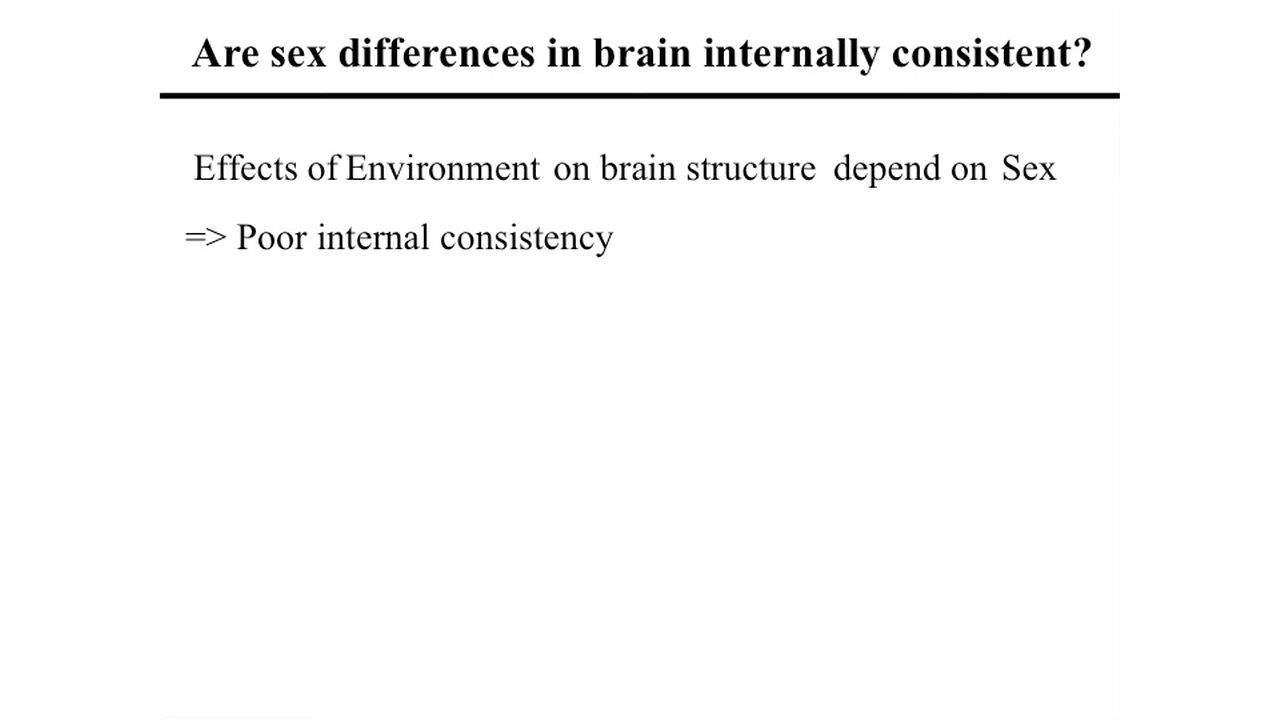 Are sex differences in brain internally consistent?
Effects of Environment on brain structure depend on Sex
=> Poor internal consistency